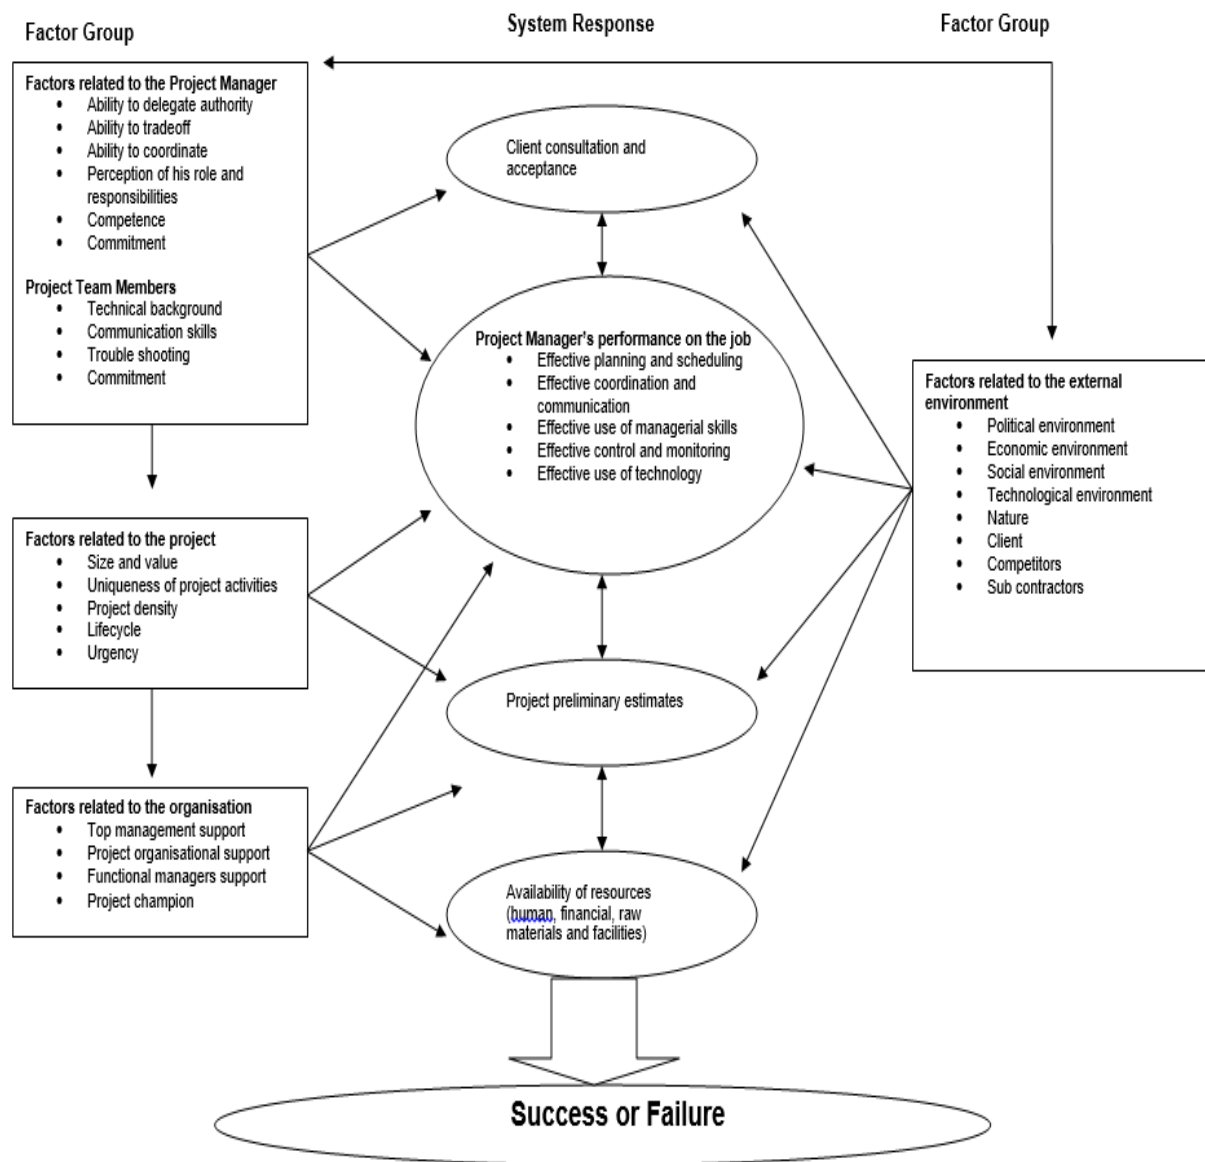 Factor Group
System Response
Factor Group
Factors related to the Project Manager
• Ability to delegate authority
• Ability to tradeoff
• Ability to coordinate
• Perception of his role and
responsibilities
• Competence
• Commitment
Project Team Members
• Technical background
• Communication skills
• Trouble shooting
• Commitment
Factors related to the project
• Size and value
• Uniqueness of project activities
• Project density
• Lifecycle
• Urgency
Factors related to the organisation
• Top management support
• Project organisational support
• Functional managers support
• Project champion
Client consultation and
acceptance
Project Manager's performance on the job
• Effective planning and scheduling
• Effective coordination and
communication
• Effective use of managerial skills
• Effective control and monitoring
• Effective use of technology
Project preliminary estimates
Availability of resources
(human, financial, raw
materials and facilities)
Factors related to the external
environment
• Political environment
• Economic environment
• Social environment
• Technological environment
• Nature
• Client
• Competitors
• Sub contractors
Success or Failure